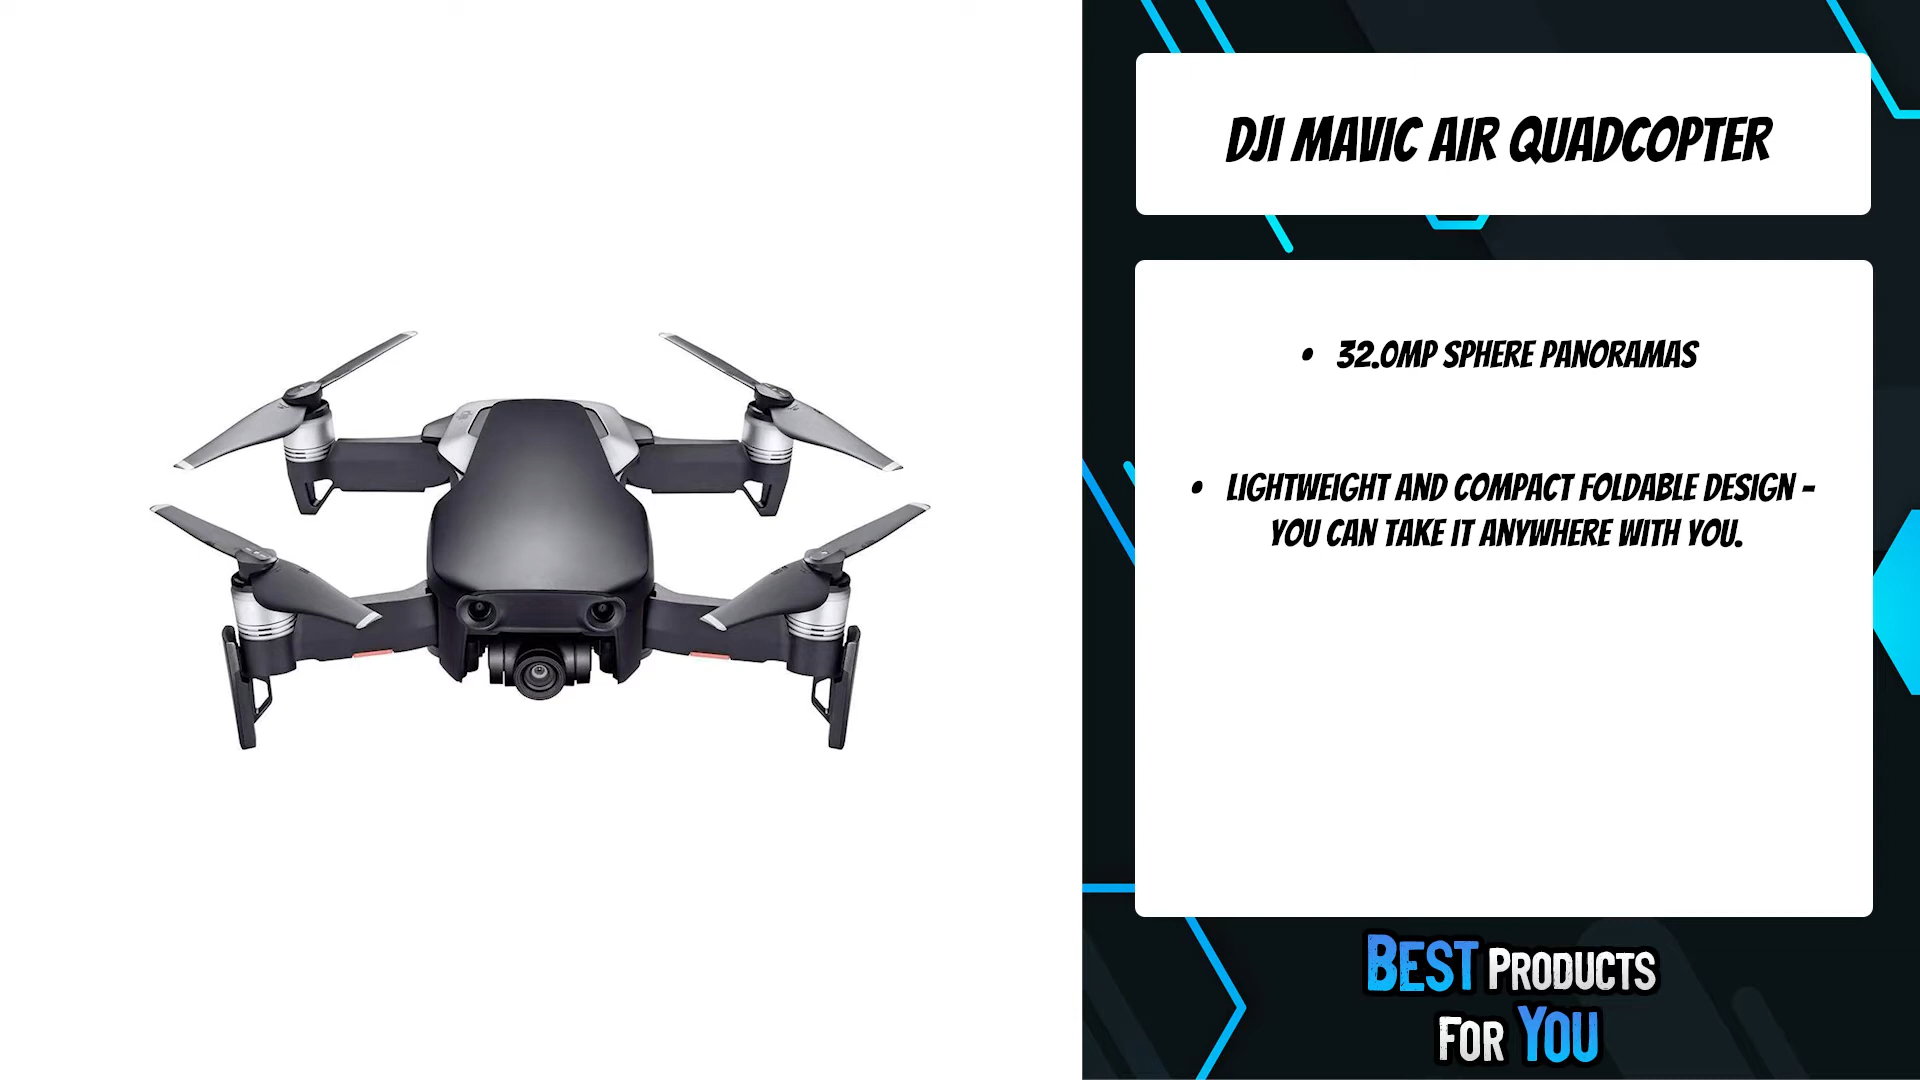 DJI MAVIC AIR QUADCOPTER
• 32.0MP SPHERE PANORAMAS
• LIGHTWEIGHT AND COMPACT FOLDABLE DESIGN -
YOU CAN TAKE IT ANYWHERE WITH YOU.
BEST PRODUCTS
FOR YOU